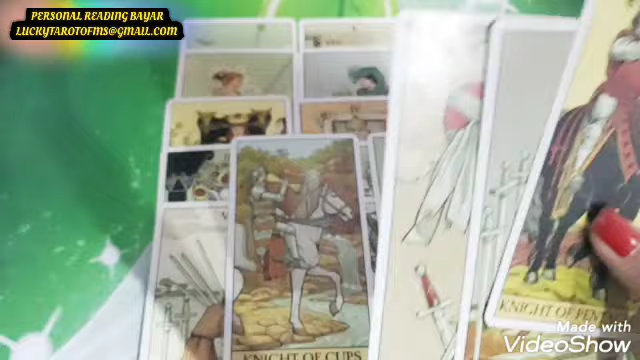 PERSONAL READING BAYAR
LUCKYTAROTOFMS@GMAIL.COM
KNIGHT OF CUPS
KNIGHT OF PEN
Made with
VideoShow